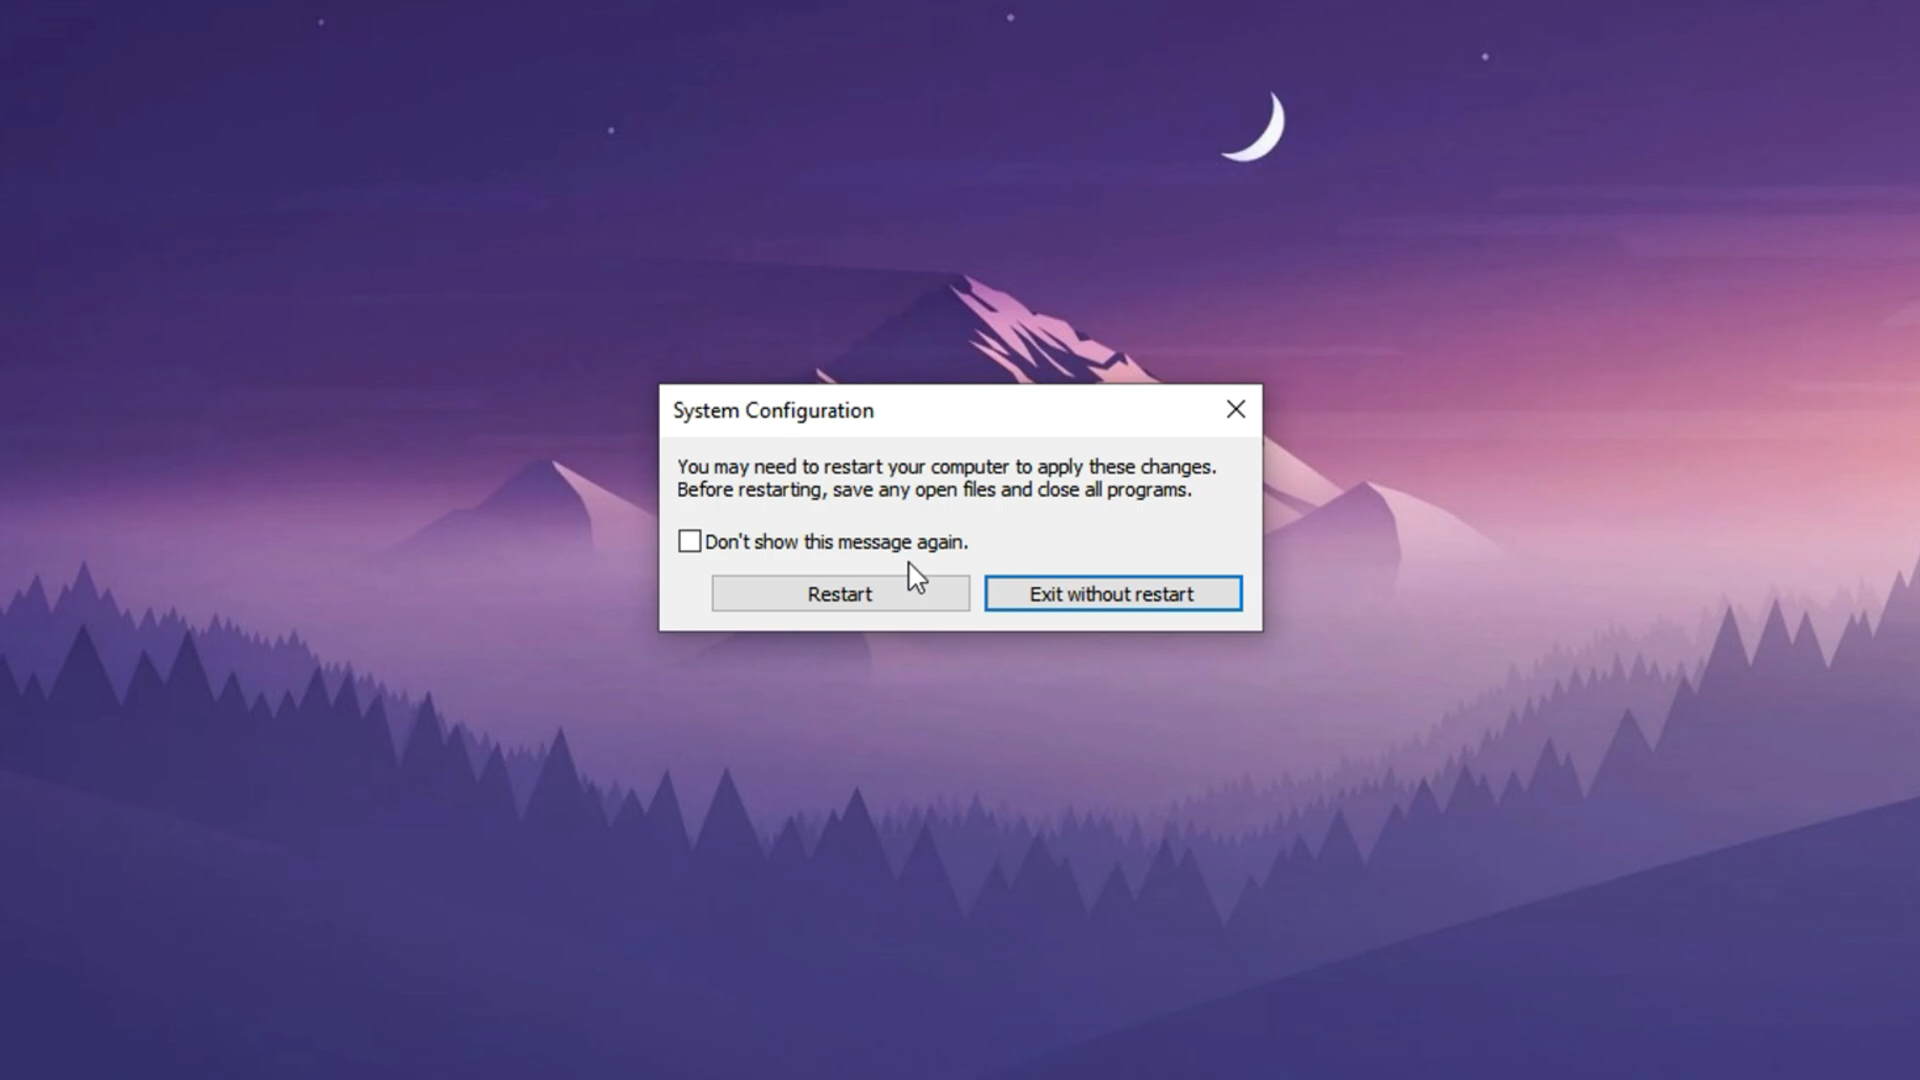 System Configuration
You may need to restart your computer to apply these changes.
Before restarting, save any open files and close all programs.
Don't show this message again.
Restart
Exit without restart